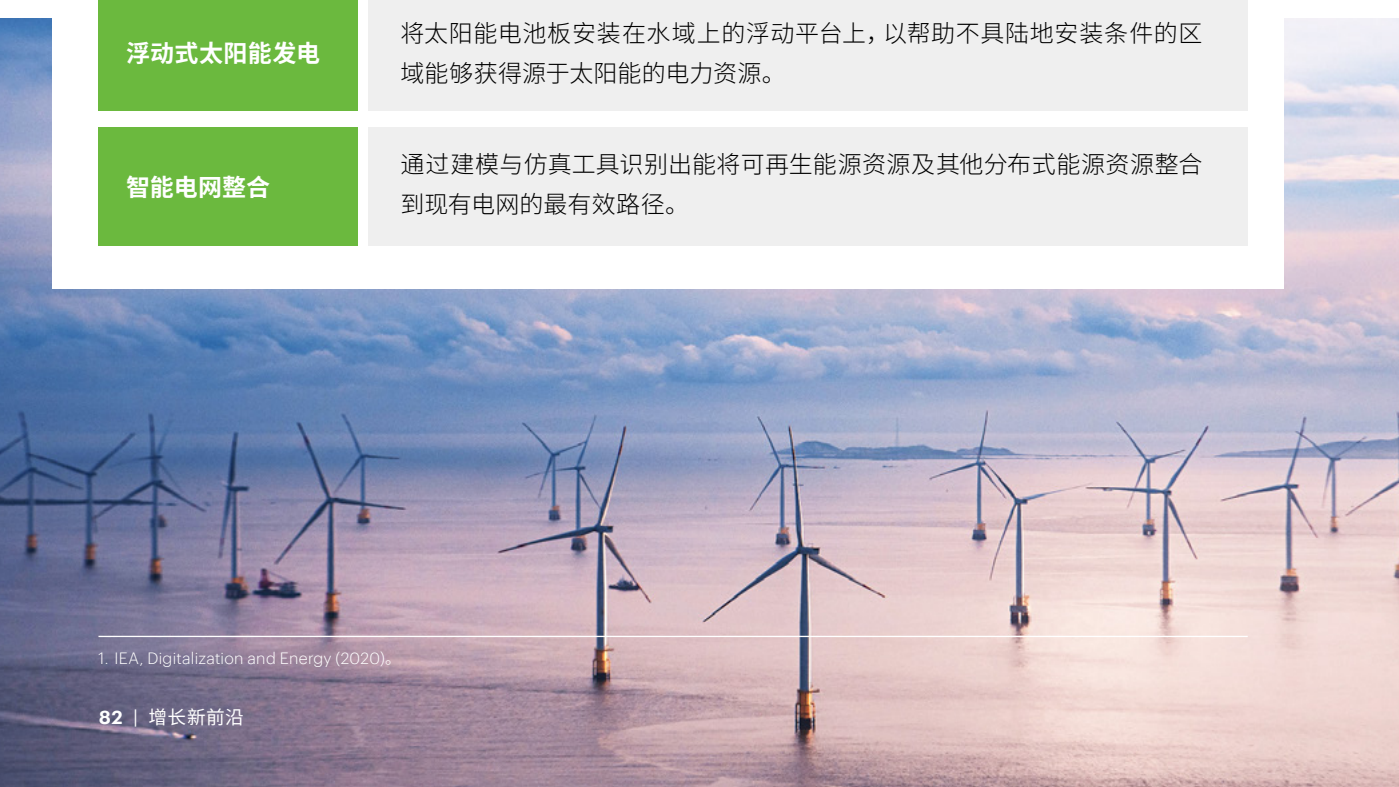 浮动式太阳能发电
将太阳能电池板安装在水域上的浮动平台上，以帮助不具陆地安装条件的区
域能够获得源于太阳能的电力资源。
智能电网整合
通过建模与仿真工具识别出能将可再生能源资源及其他分布式能源资源整合
到现有电网的最有效路径。
1. IEA, Digitalization and Energy (2020)。
82 | 增长新前沿